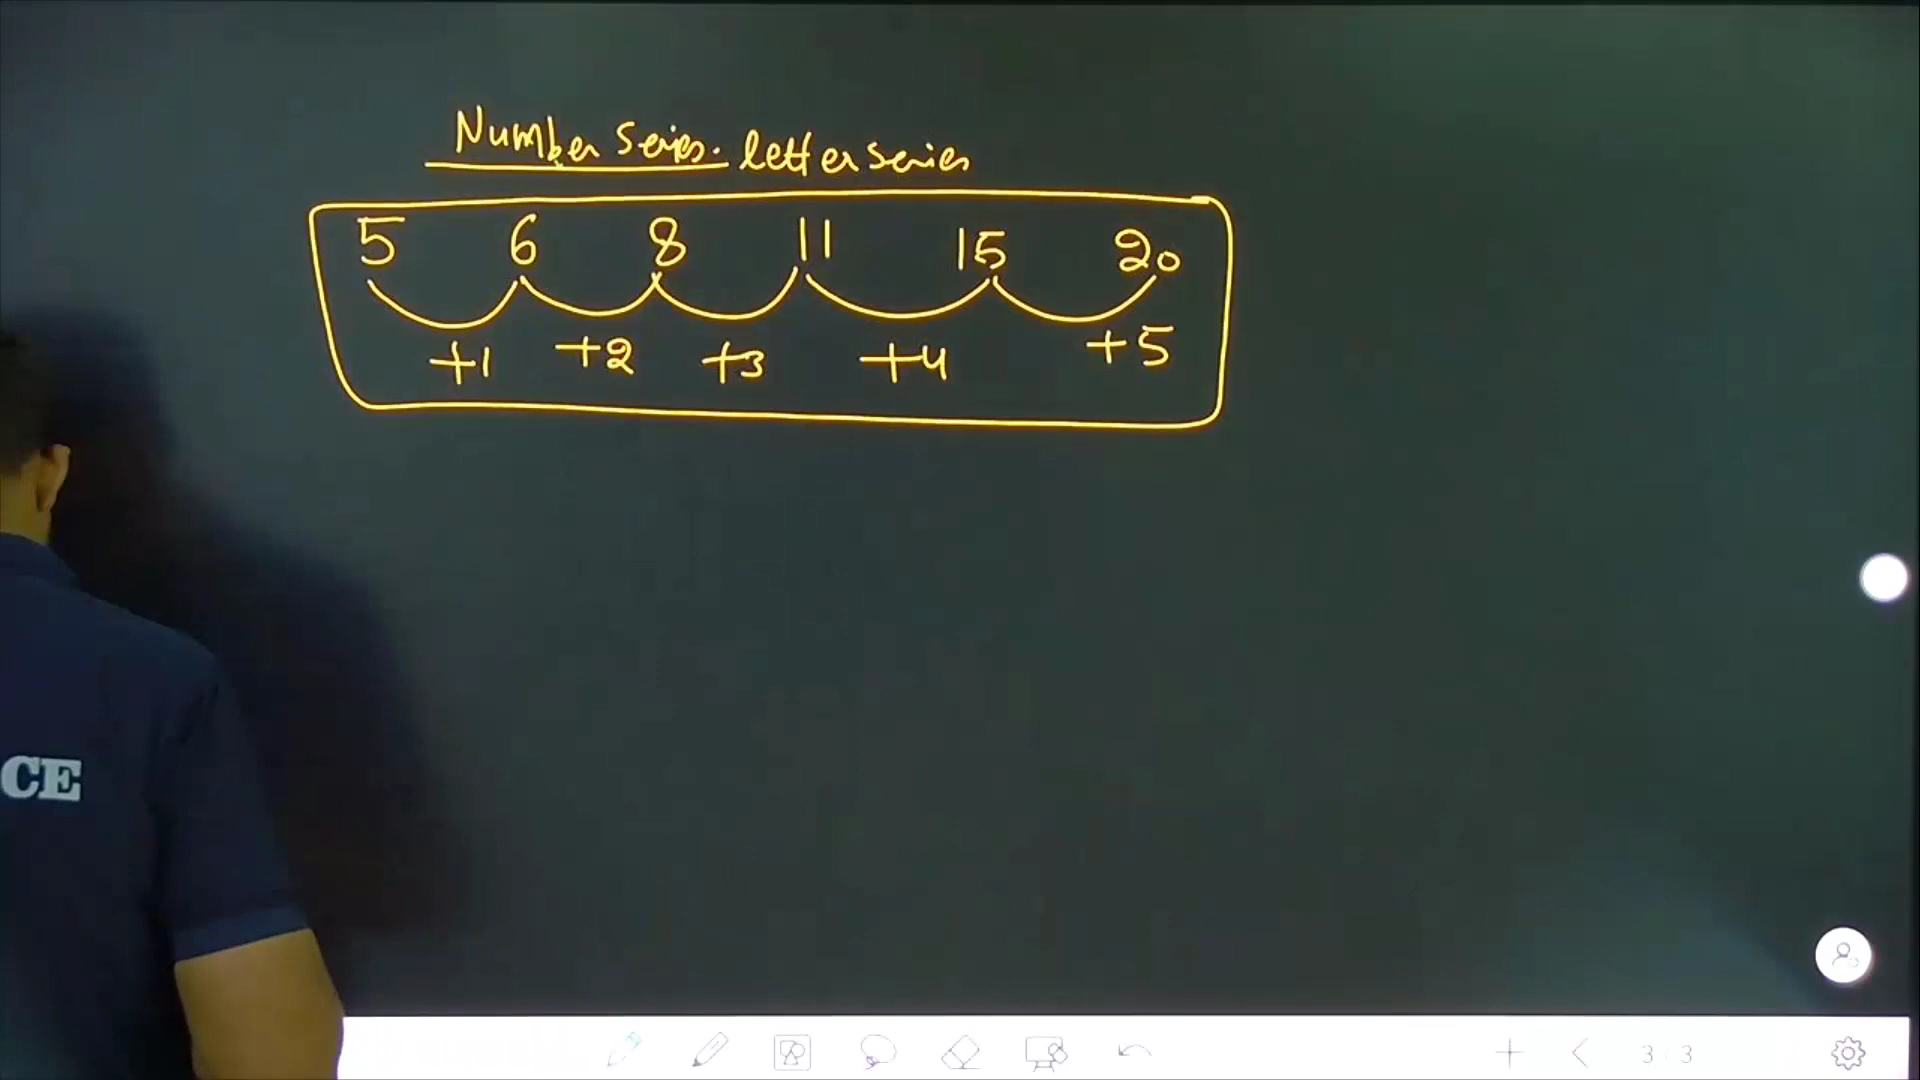 Number Series. letter series
5 6 8 11 15 20
+1 +2 +3 +4 +5
CE
3 / 3